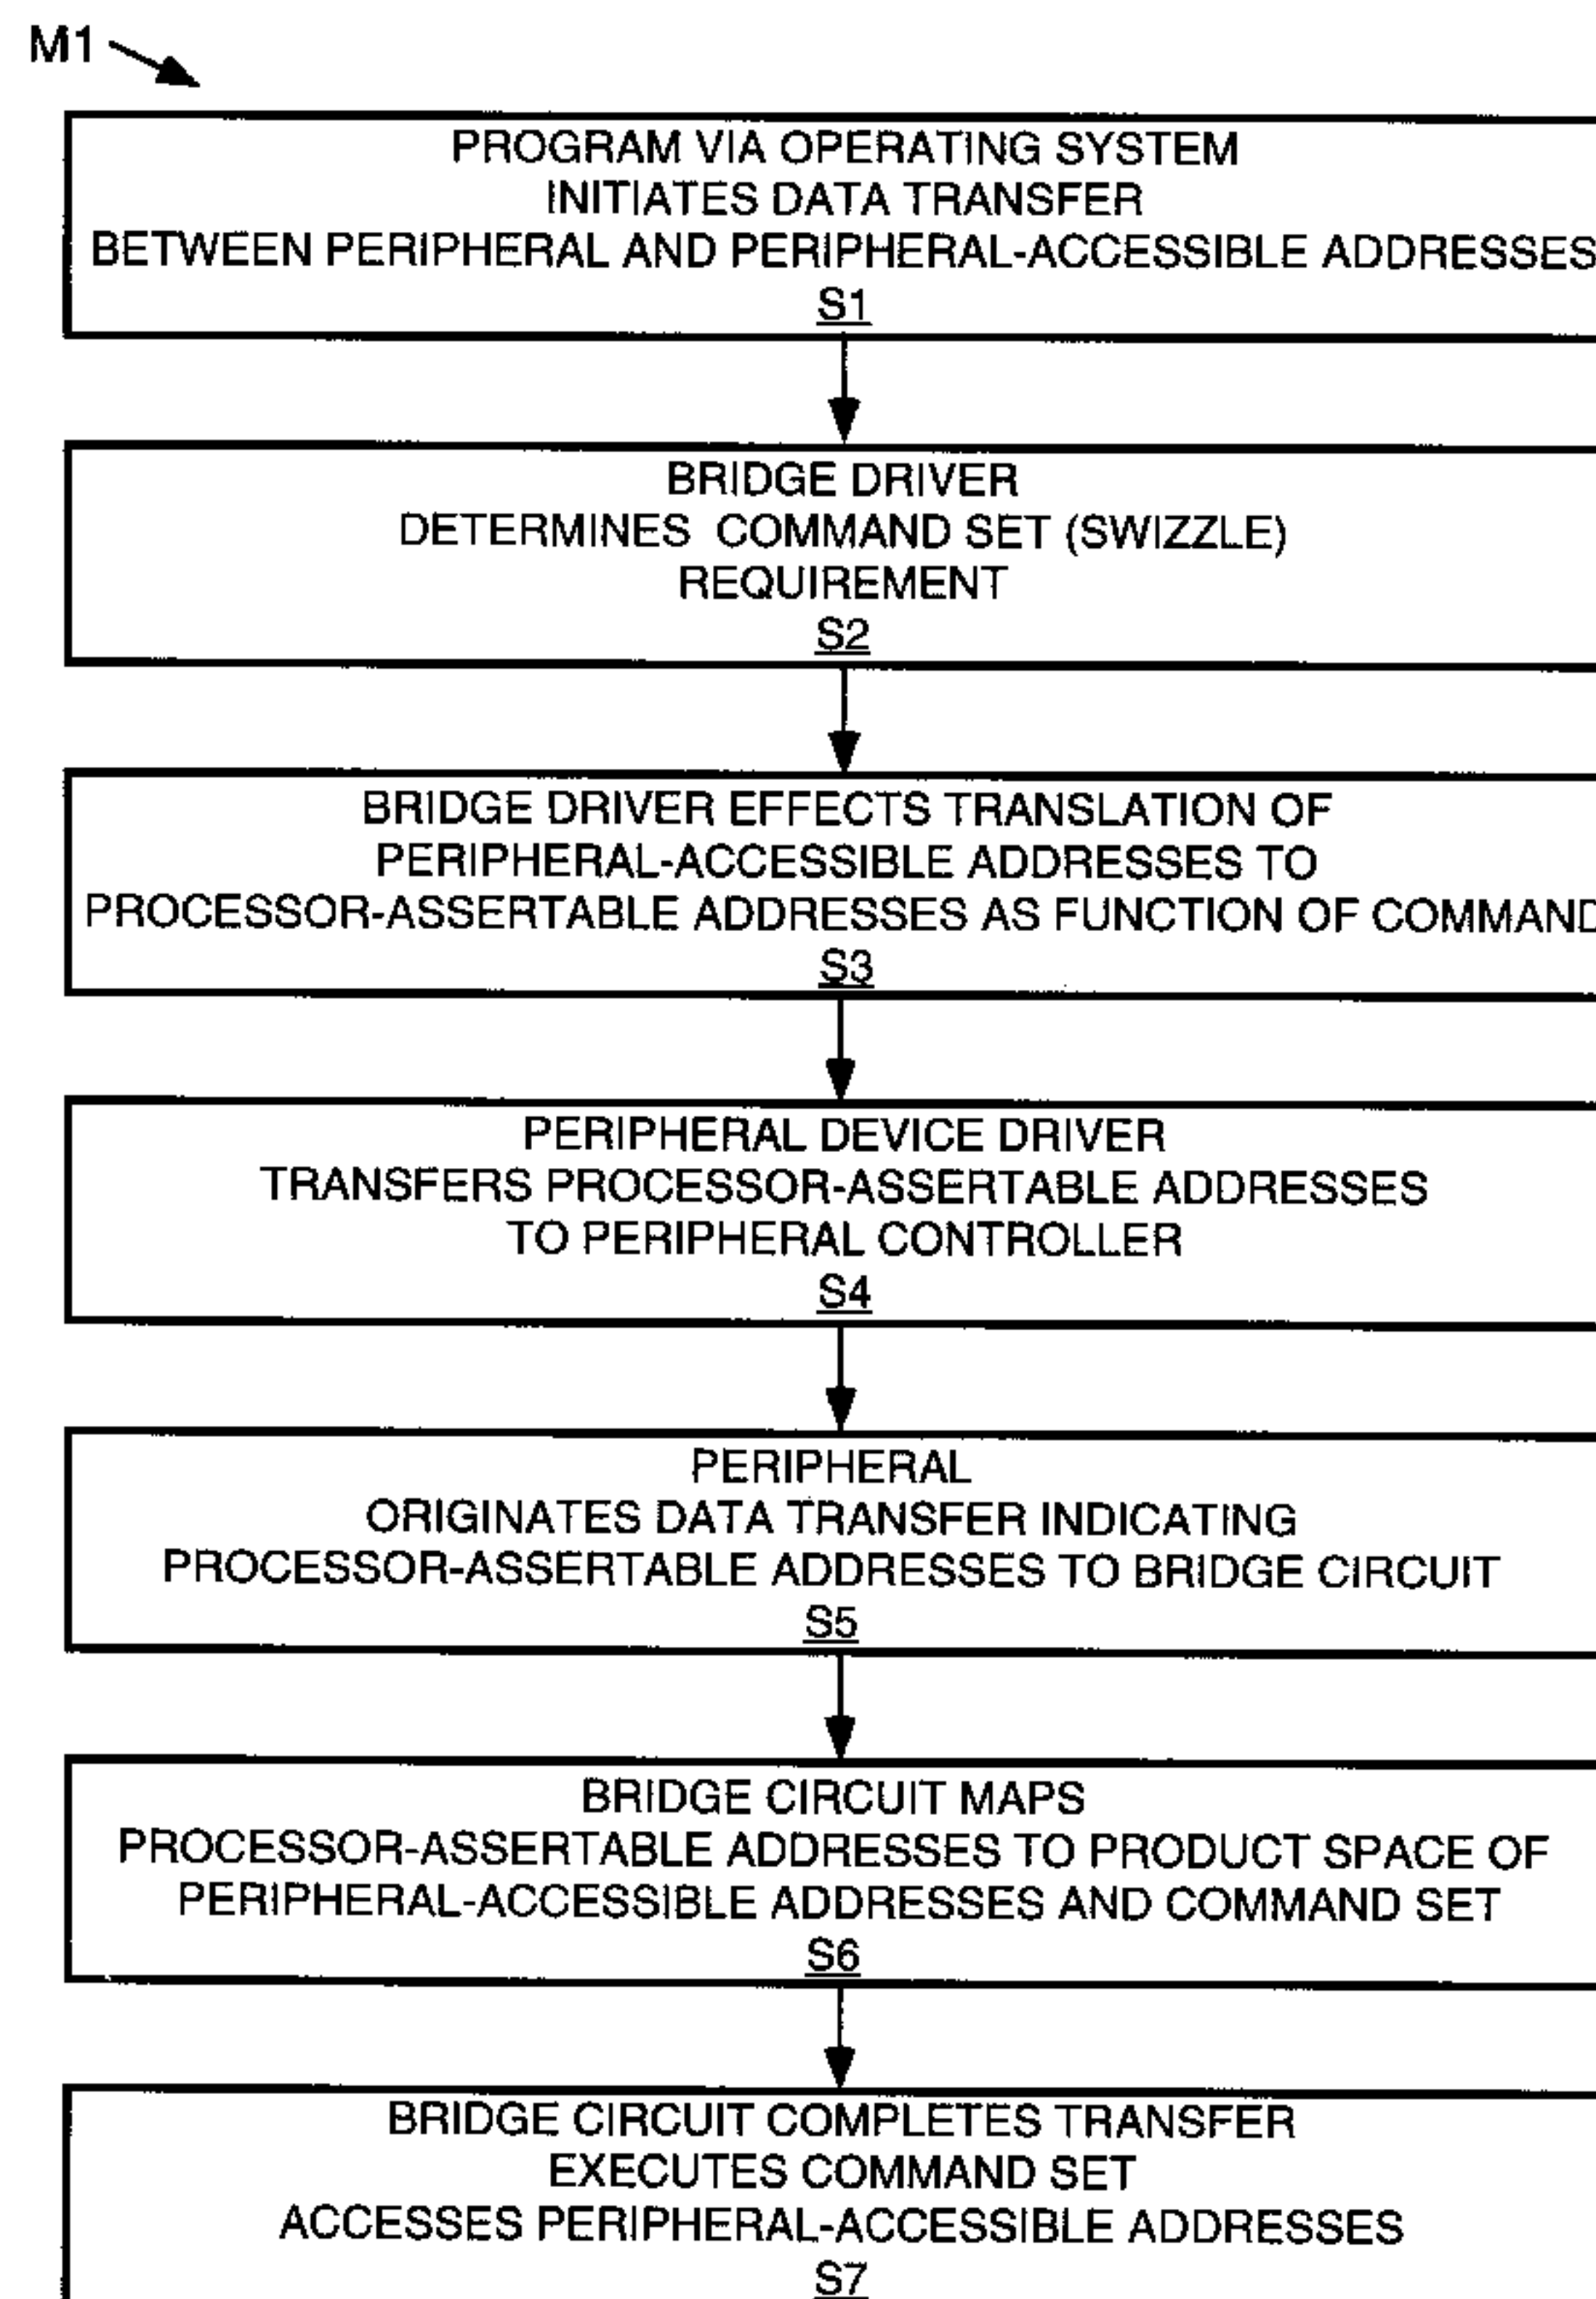 M1
PROGRAM VIA OPERATING SYSTEM
INITIATES DATA TRANSFER
BETWEEN PERIPHERAL AND PERIPHERAL-ACCESSIBLE ADDRESSES
S1
BRIDGE DRIVER
DETERMINES COMMAND SET (SWIZZLE)
REQUIREMENT
S2
BRIDGE DRIVER EFFECTS TRANSLATION OF
PERIPHERAL-ACCESSIBLE ADDRESSES TO
PROCESSOR-ASSERTABLE ADDRESSES AS FUNCTION OF COMMAND
S3
PERIPHERAL DEVICE DRIVER
TRANSFERS PROCESSOR-ASSERTABLE ADDRESSES
TO PERIPHERAL CONTROLLER
S4
PERIPHERAL
ORIGINATES DATA TRANSFER INDICATING
PROCESSOR-ASSERTABLE ADDRESSES TO BRIDGE CIRCUIT
S5
BRIDGE CIRCUIT MAPS
PROCESSOR-ASSERTABLE ADDRESSES TO PRODUCT SPACE OF
PERIPHERAL-ACCESSIBLE ADDRESSES AND COMMAND SET
S6
BRIDGE CIRCUIT COMPLETES TRANSFER
EXECUTES COMMAND SET
ACCESSES PERIPHERAL-ACCESSIBLE ADDRESSES
S7